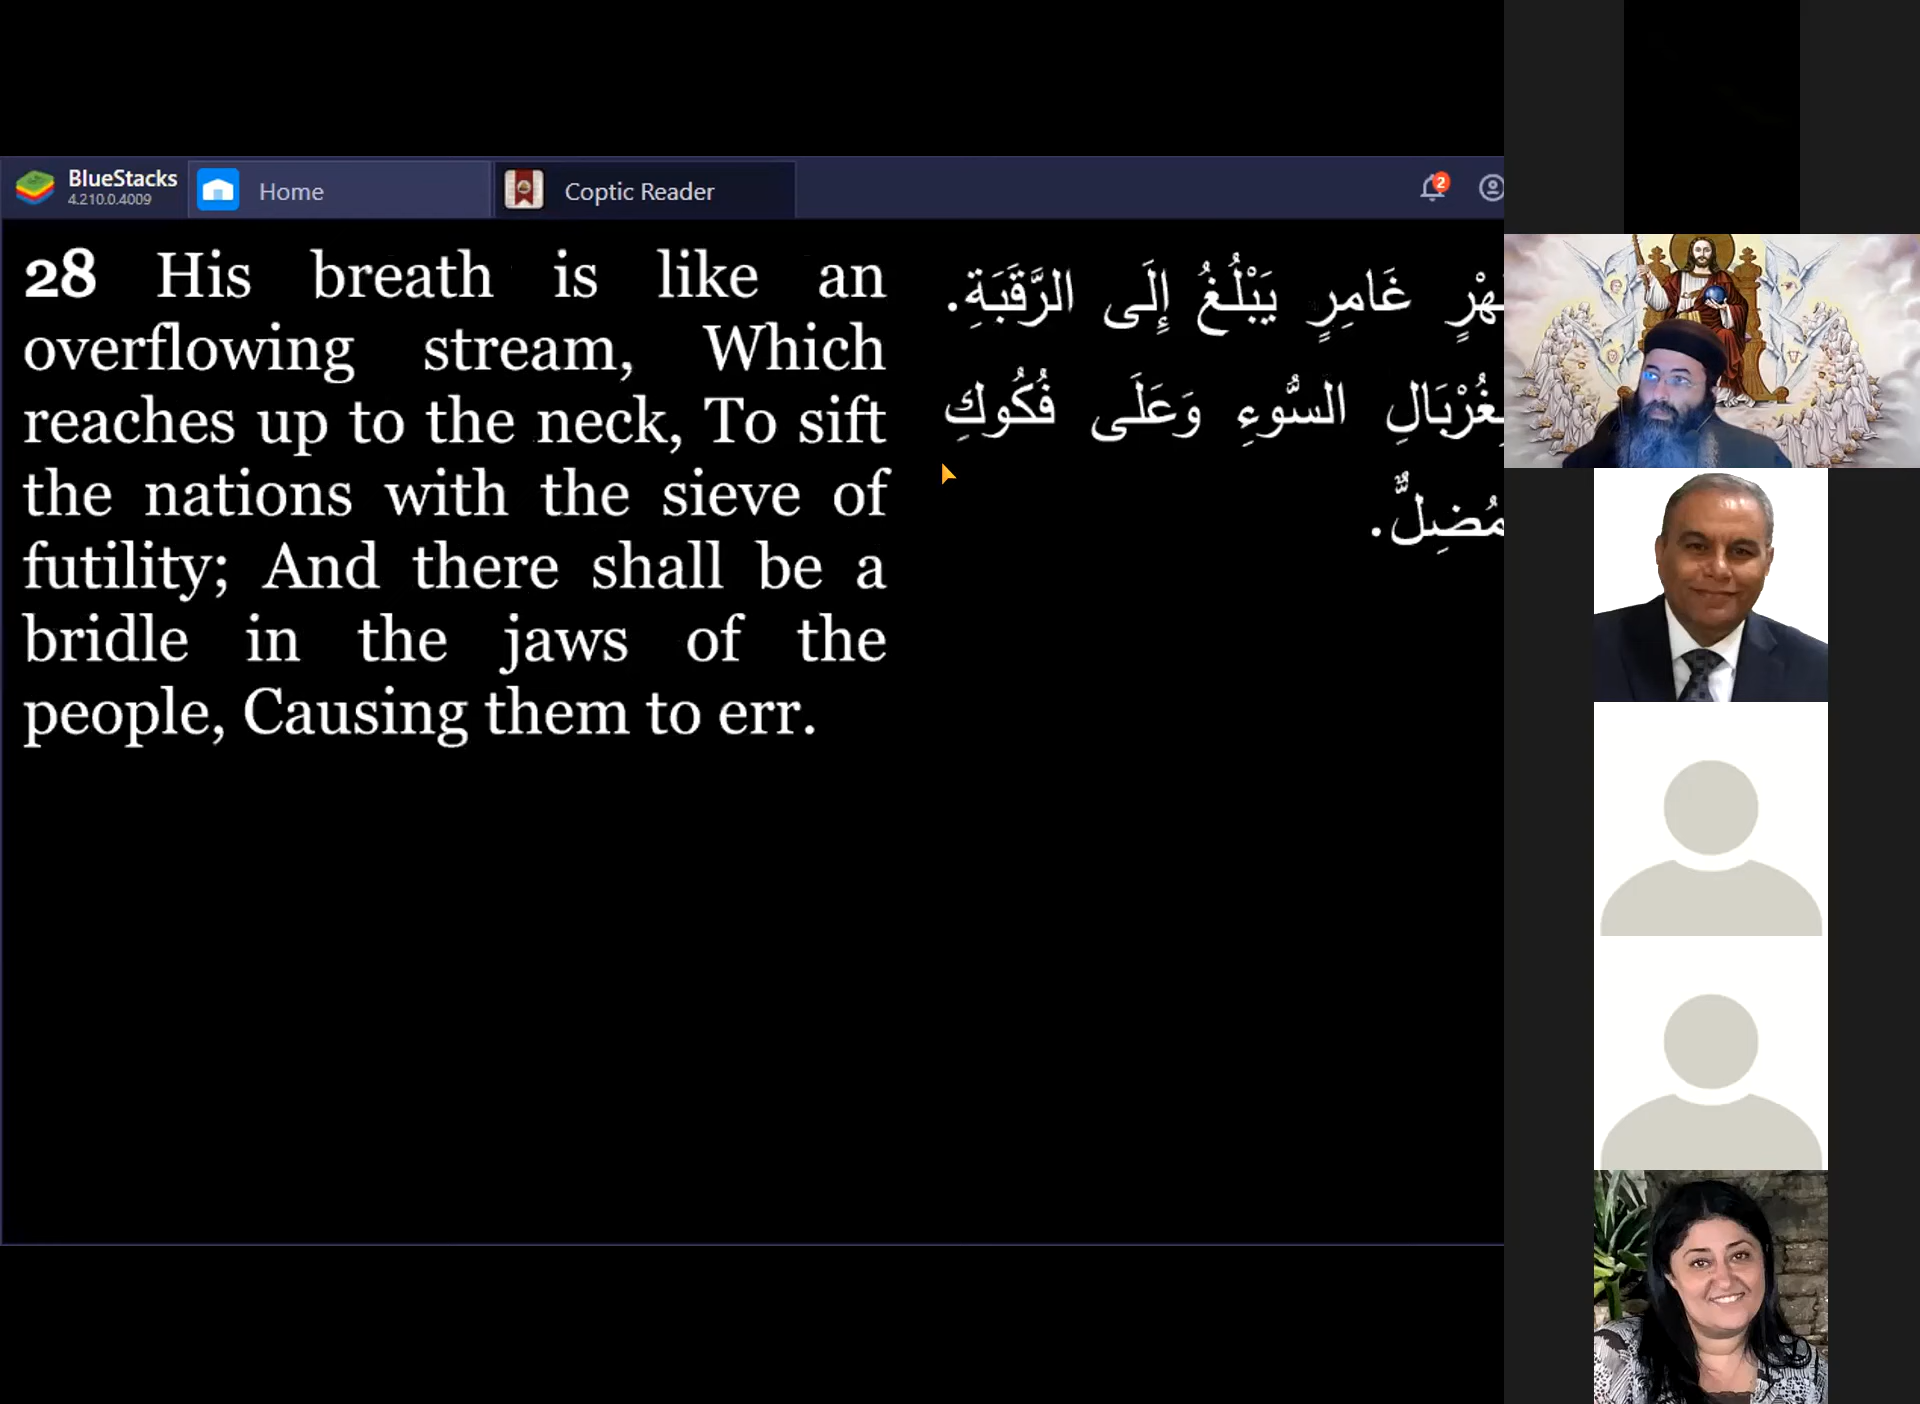 BlueStacks
4.210.0.4009
Home
Coptic Reader
2
28 His breath is like an
overflowing stream, Which
reaches up to the neck, To sift
the nations with the sieve of
futility; And there shall be a
bridle in the jaws of the
people, Causing them to err.
غَامِرٍ يَبْلُغُ إِلَى الرَّقَبَةِ.
السُّوءِ وَعَلَى فُكُوكِ
مُضِلٌّ.